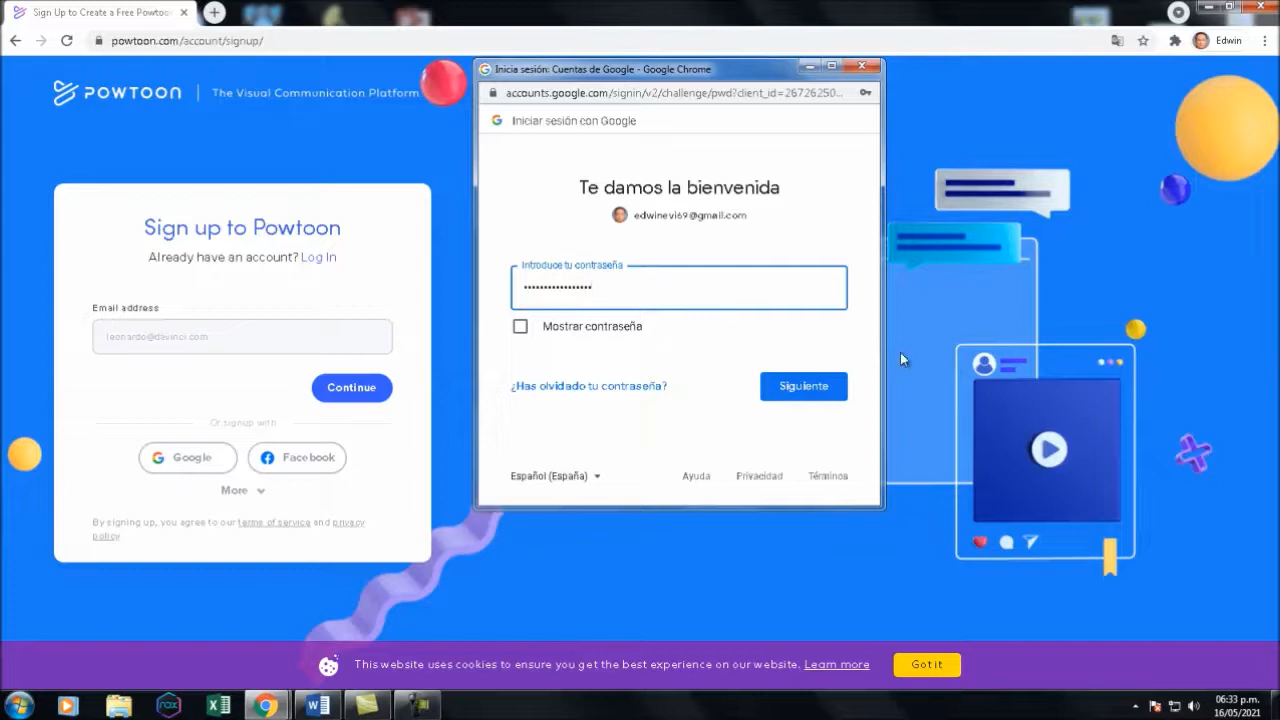 Sign Up to Create a Free Powtoo
powtoon.com/account/signup/
Edwin
POWTOON
The Visual Communication Platform
Sign up to Powtoon
Already have an account? Log In
Email address
leonardo@davinci.com
Continue
Or signup with
Google
Facebook
More
By signing up, you agree to our terms of service and privacy
policy
Inicia sesión: Cuentas de Google - Google Chrome
accounts.google.com/signin/v2/challenge/pwd?client_id=26726250...
Iniciar sesión con Google
Te damos la bienvenida
edwinevi69@gmail.com
Introduce tu contraseña
•••••••••••••••••
Mostrar contraseña
¿Has olvidado tu contraseña?
Siguiente
Español (España)
Ayuda
Privacidad
Términos
This website uses cookies to ensure you get the best experience on our website. Learn more
Got it
06:33 p.m.
16/05/2021